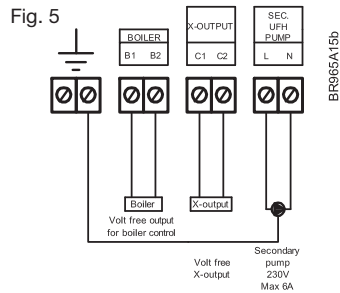 Fig. 5
BOILER
B1 B2
X-OUTPUT
C1 C2
SEC.
UFH
PUMP
L N
BR965A15b
Boiler
Volt free output
for boiler control
X-output
Volt free
X-output
Secondary
pump
230V
Max 6A